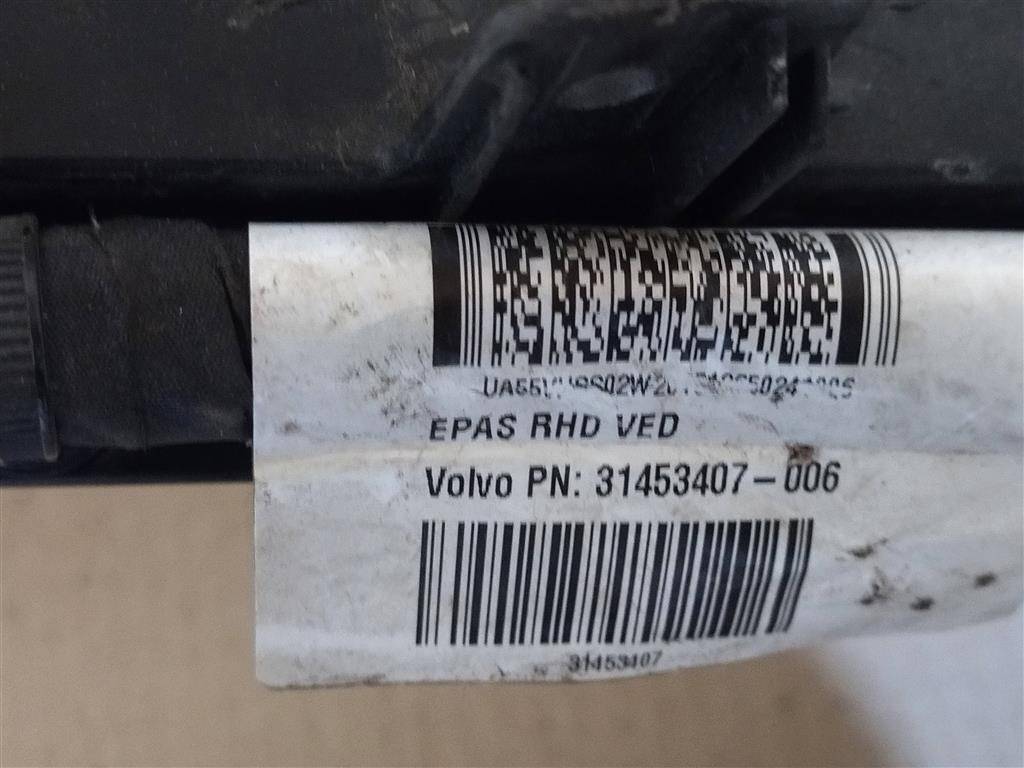 EPAS RHD VED
Volvo PN: 31453407-006
31453407